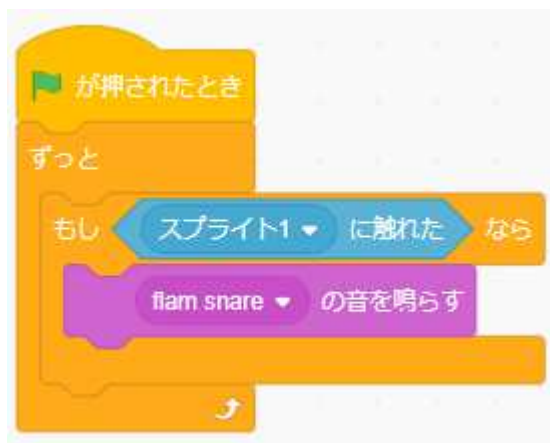 が押されたとき
ずっと
もし スプライト1 に触れた なら
flam snare の音を鳴らす